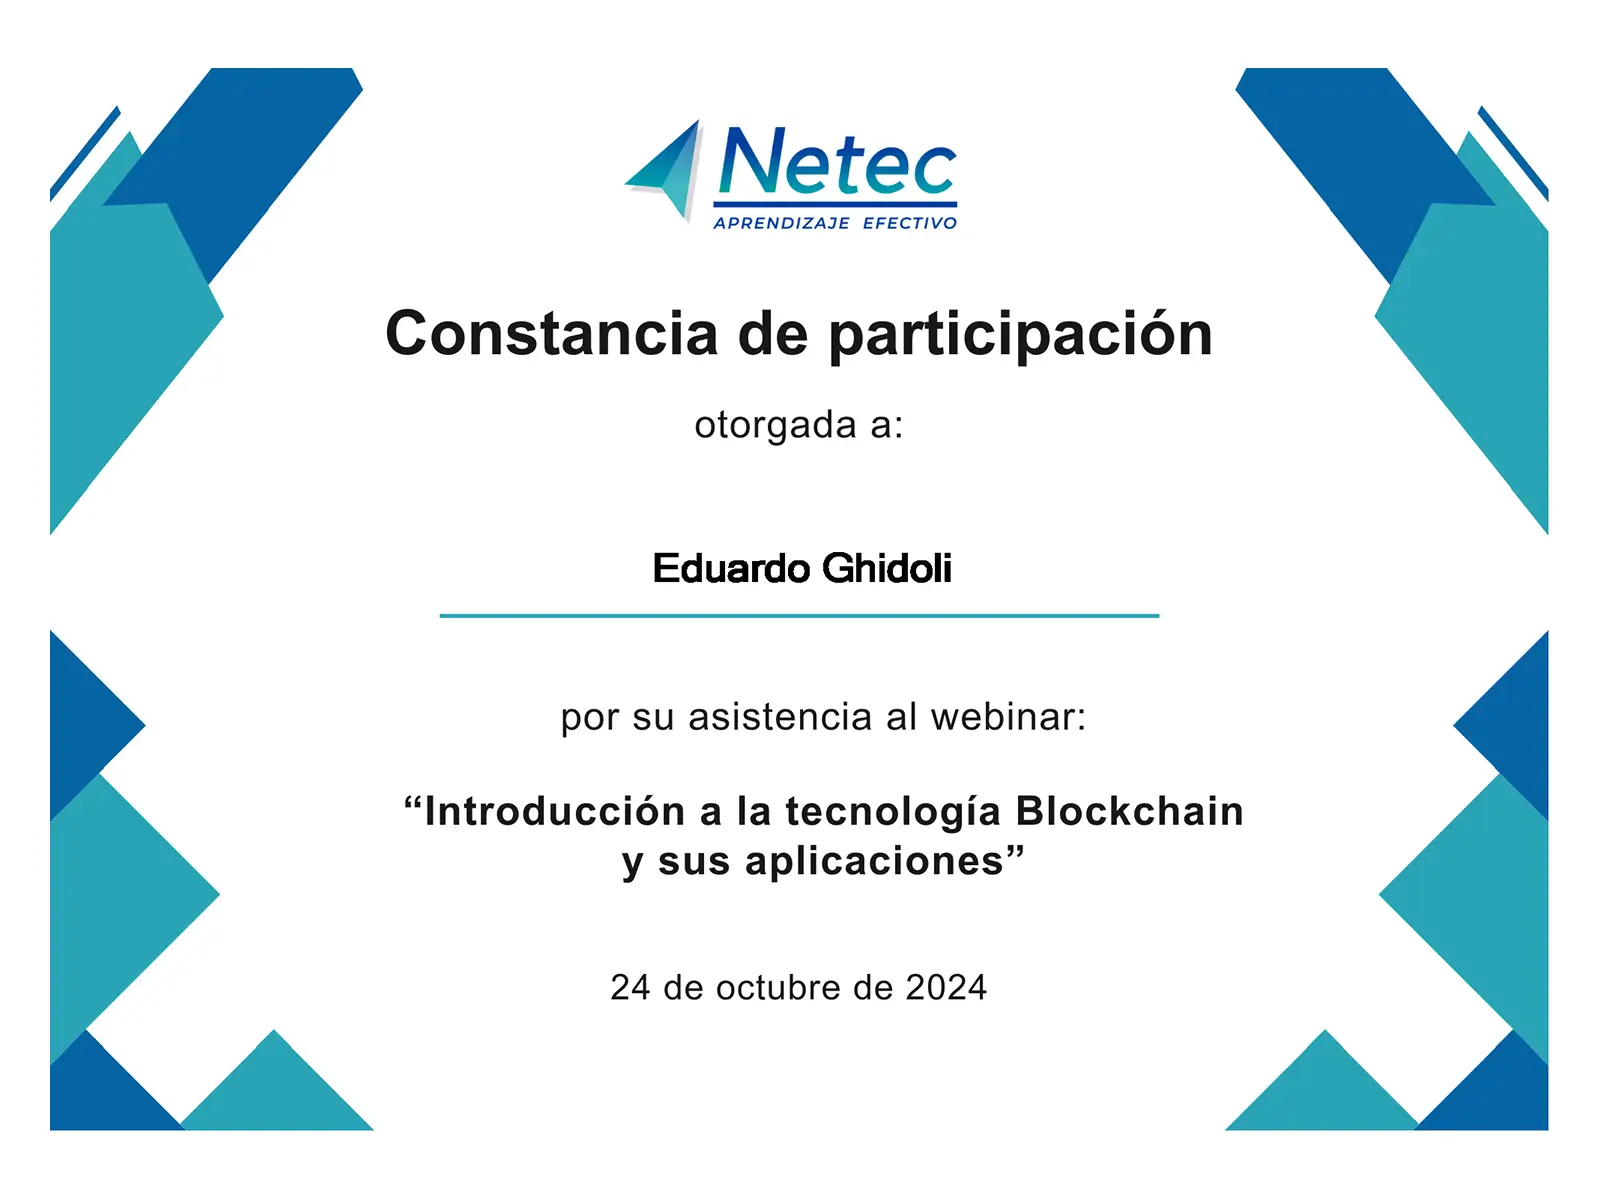 Netec
APRENDIZAJE EFECTIVO
Constancia de participación
otorgada a:
Eduardo Ghidoli
por su asistencia al webinar:
“Introducción a la tecnología Blockchain
y sus aplicaciones”
24 de octubre de 2024